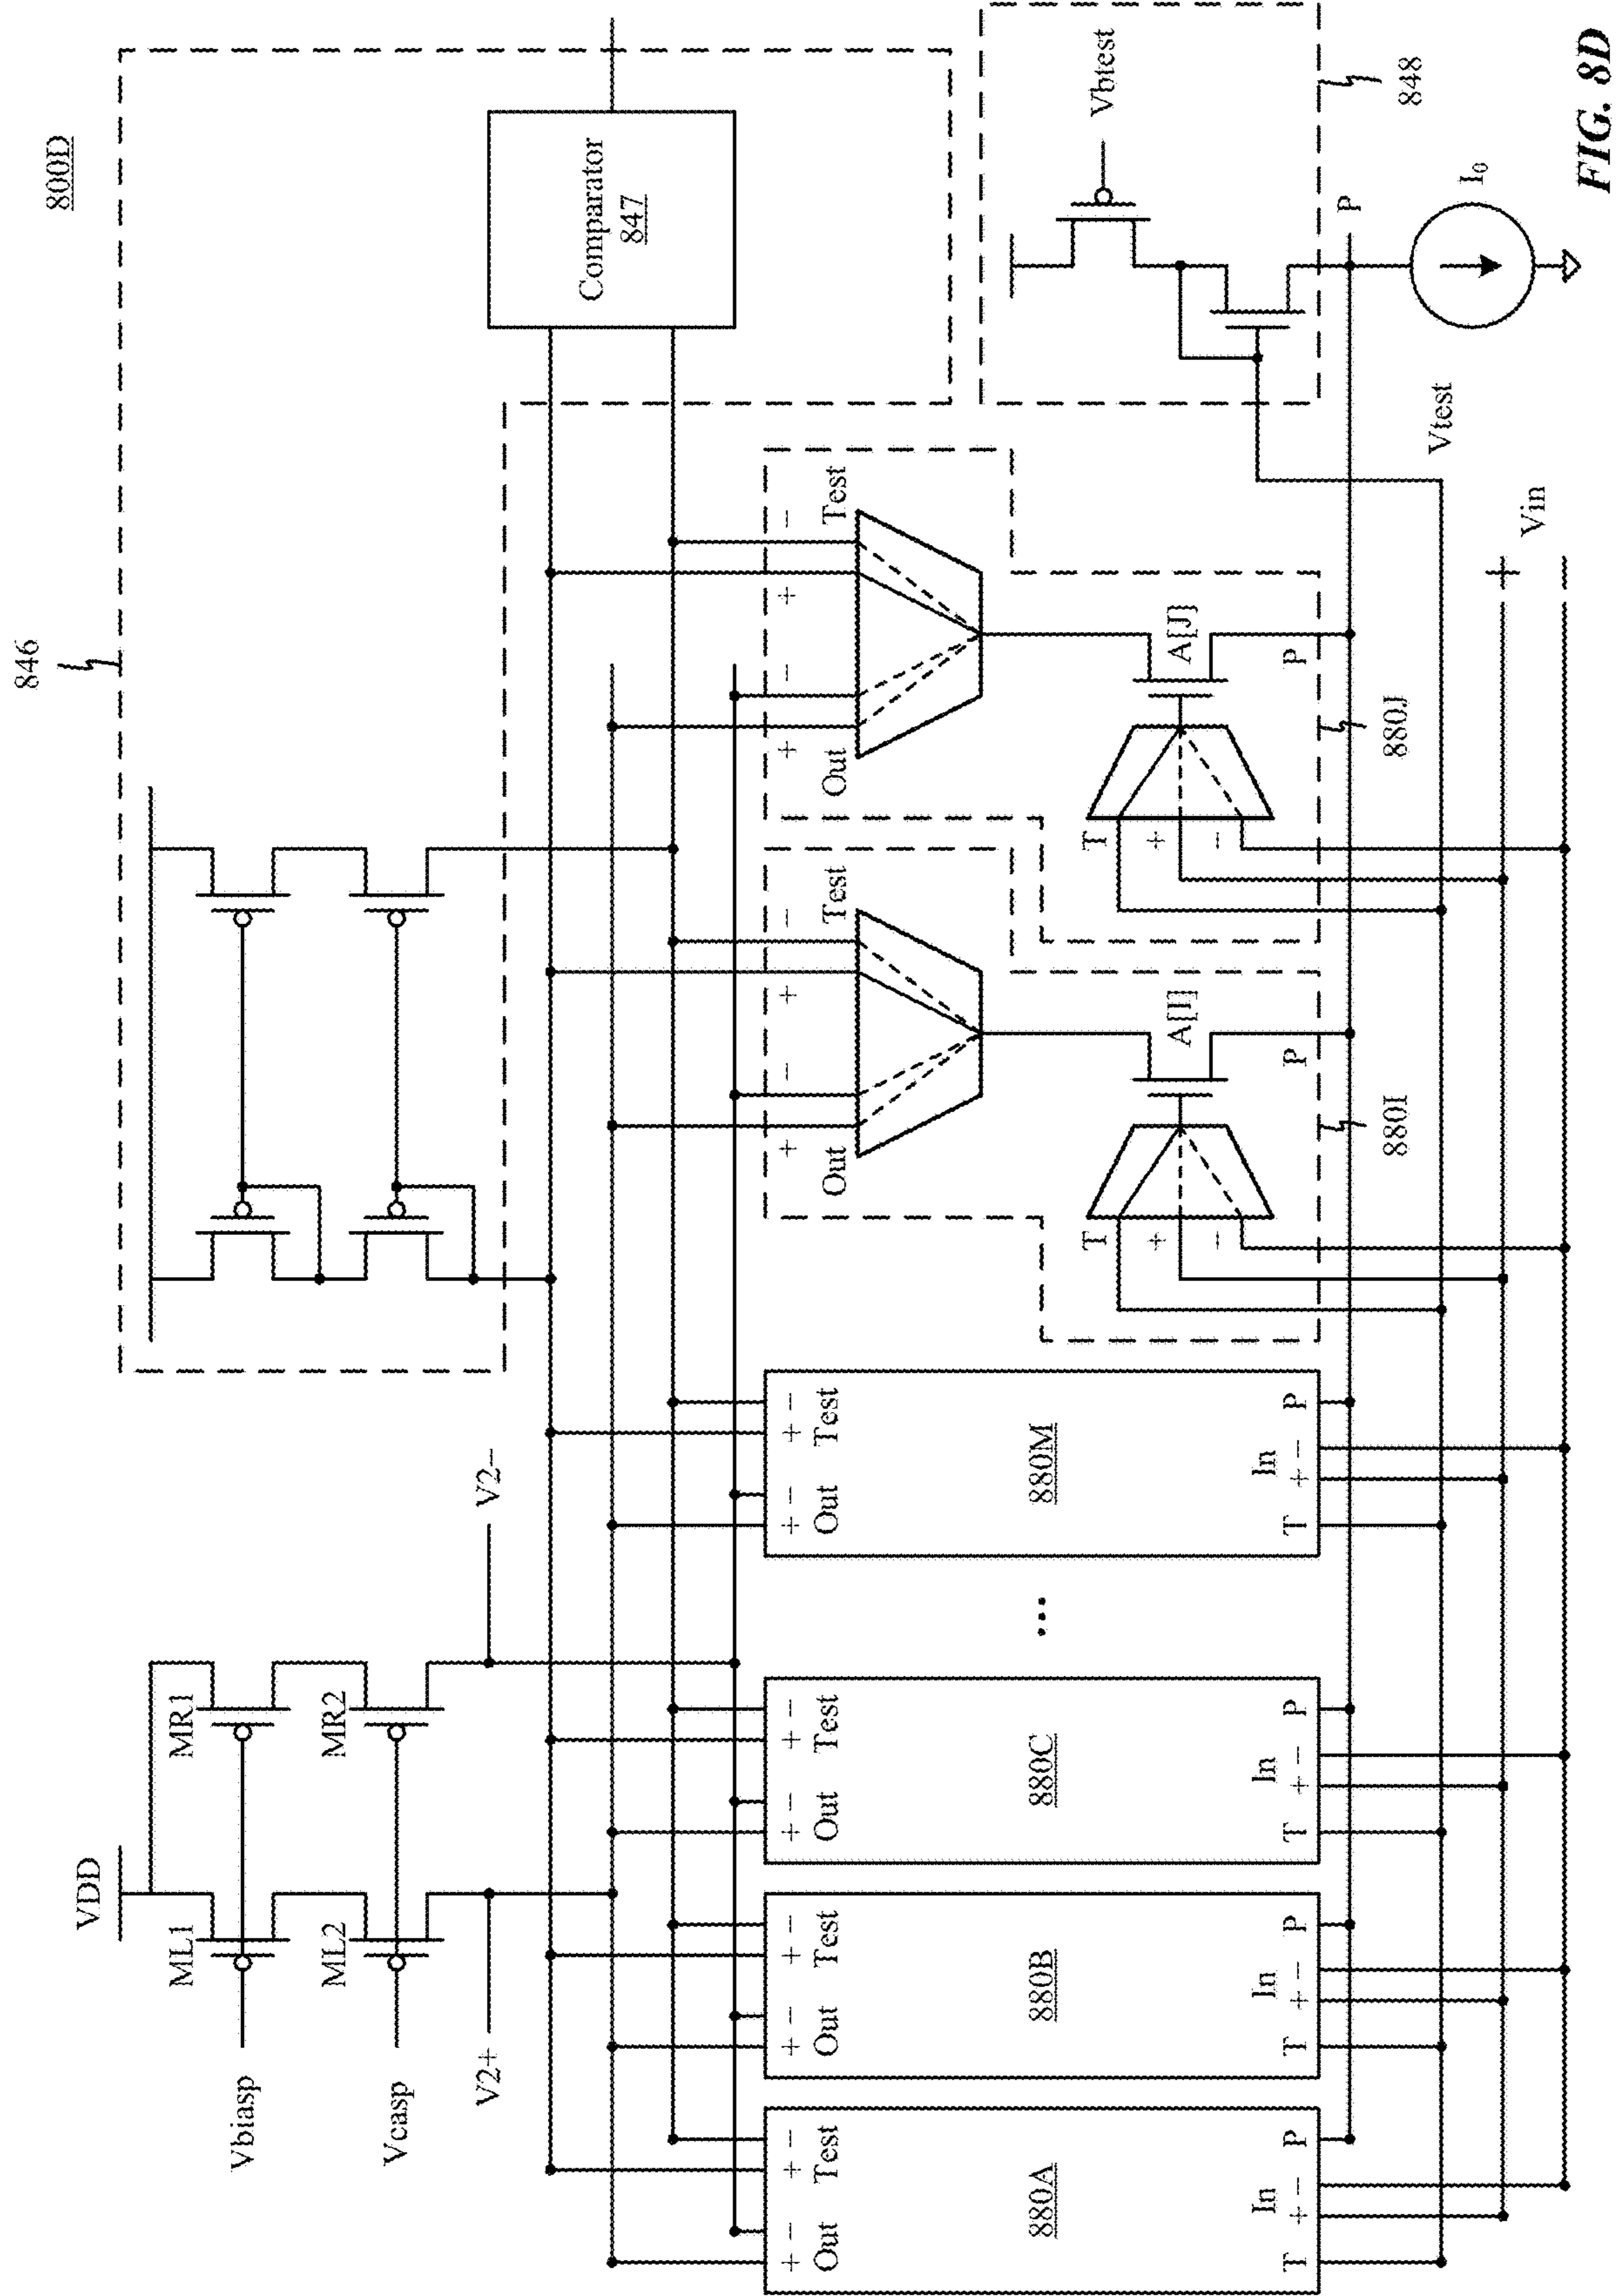 800D
846
VDD
ML1
MR1
Vbiasp
ML2
MR2
Vcasp
V2+
V2−
Comparator
847
+ − + −
Out Test
880A
In
T + − P
+ − + −
Out Test
880B
In
T + − P
+ − + −
Out Test
880C
In
T + − P
...
+ − + −
Out Test
880M
In
T + − P
+ − + −
Out Test
T
+
−
A[I]
P
880I
+ − + −
Out Test
T
+
−
A[J]
P
880J
Vbtest
848
P
I0
Vtest
+
Vin
−
FIG. 8D